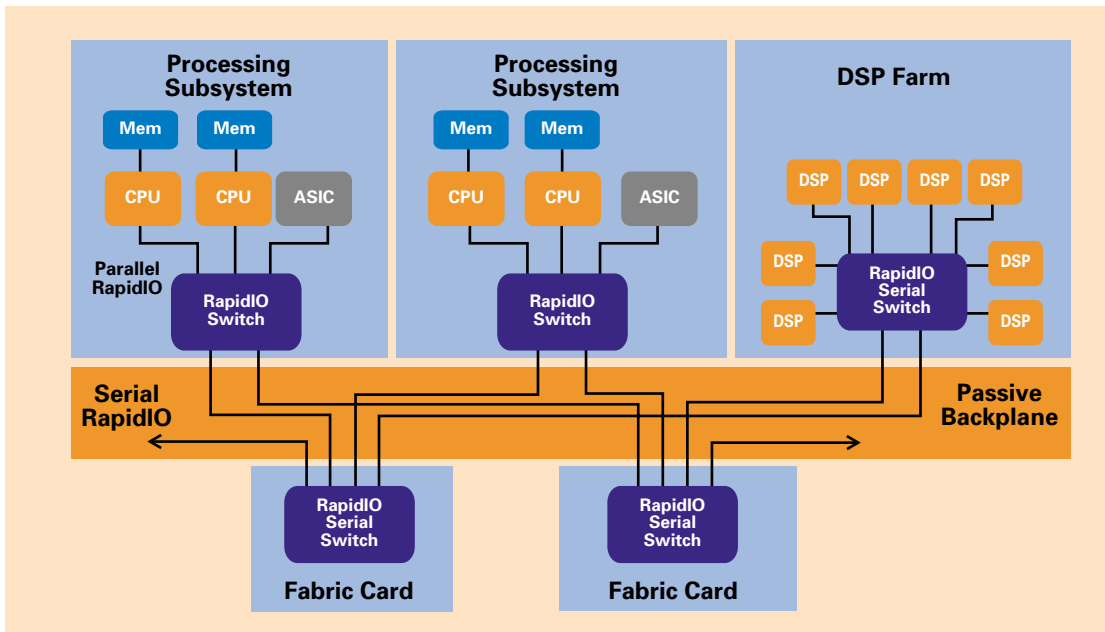 Processing
Subsystem
Mem
Mem
CPU
CPU
ASIC
Parallel
RapidIO
RapidIO
Switch
Processing
Subsystem
Mem
Mem
CPU
CPU
ASIC
RapidIO
Switch
DSP Farm
DSP
DSP
DSP
DSP
DSP
DSP
RapidIO
Serial
Switch
DSP
DSP
Serial
RapidIO
Passive
Backplane
RapidIO
Serial
Switch
Fabric Card
RapidIO
Serial
Switch
Fabric Card